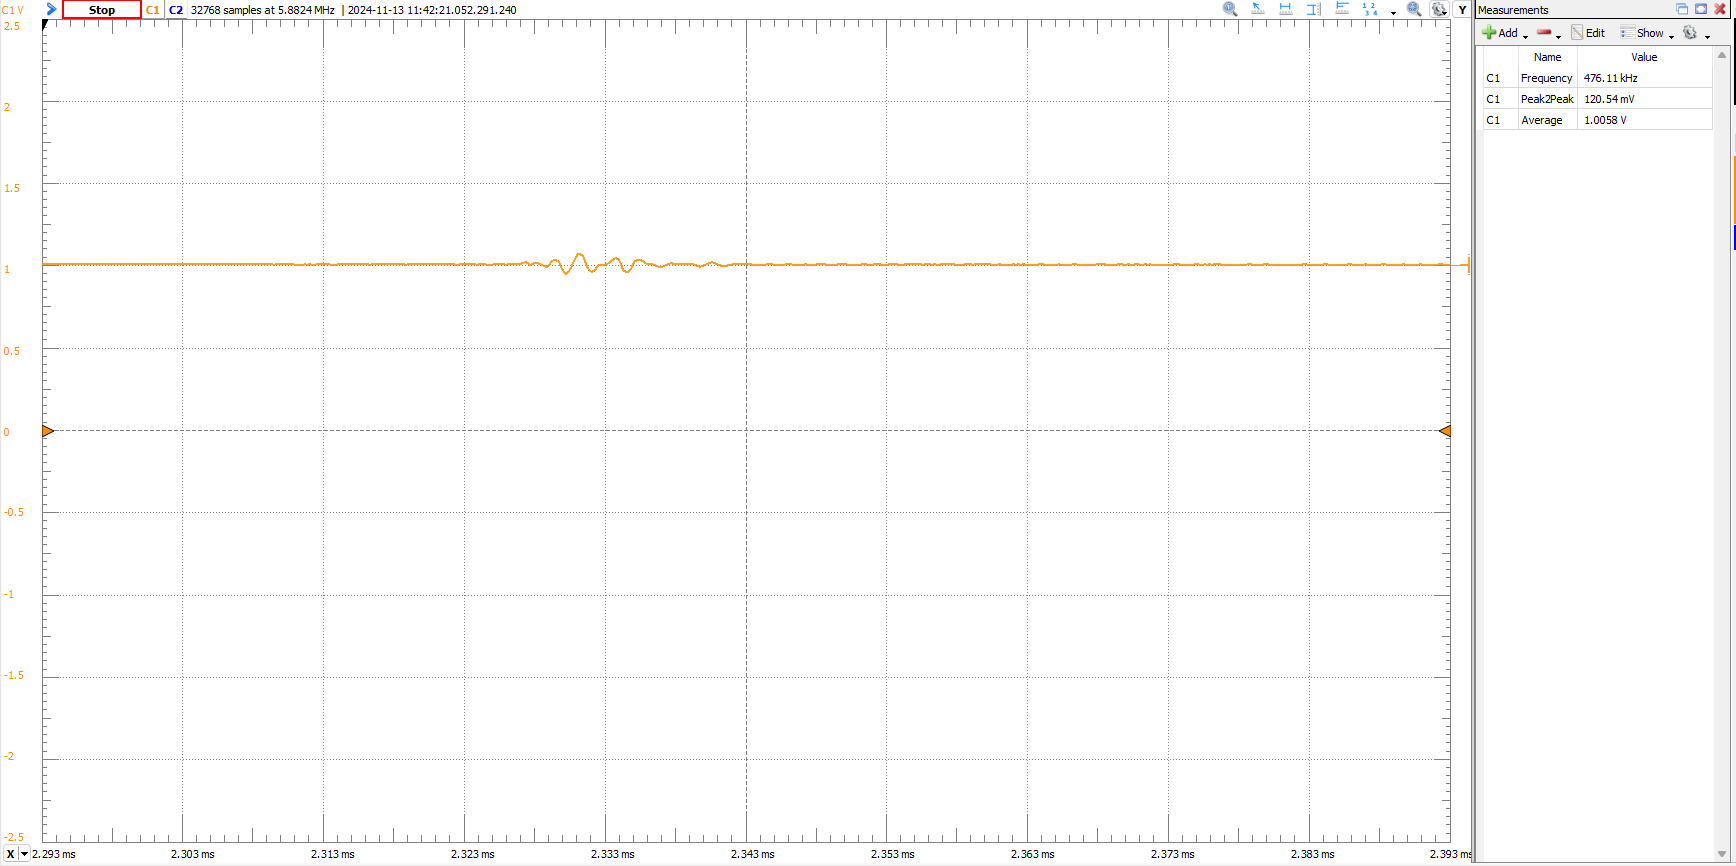 C1 V Stop C1 C2 32768 samples at 5.8824 MHz | 2024-11-13 11:42:21.052.291.240 Y
Measurements
Add Edit Show
Name Value
C1 Frequency 476.11 kHz
C1 Peak2Peak 120.54 mV
C1 Average 1.0058 V
2.5
2
1.5
1
0.5
0
-0.5
-1
-1.5
-2
-2.5
X 2.293 ms 2.303 ms 2.313 ms 2.323 ms 2.333 ms 2.343 ms 2.353 ms 2.363 ms 2.373 ms 2.383 ms 2.393 ms